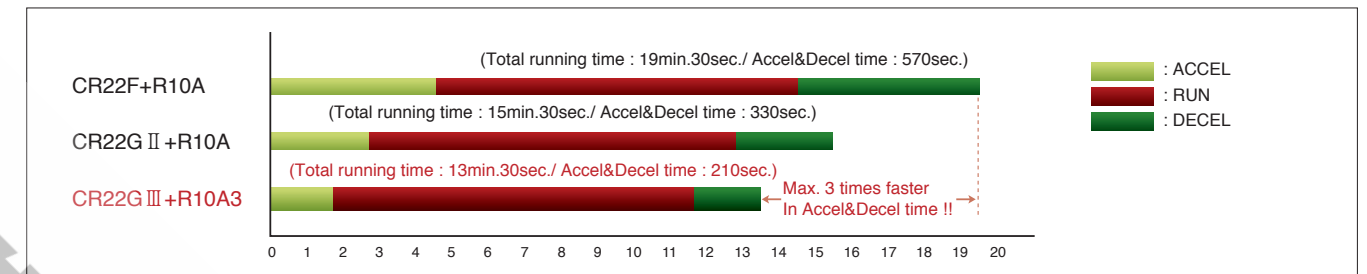 (Total running time : 19min.30sec./ Accel&Decel time : 570sec.)
CR22F+R10A
(Total running time : 15min.30sec./ Accel&Decel time : 330sec.)
CR22GⅡ+R10A
(Total running time : 13min.30sec./ Accel&Decel time : 210sec.)
CR22GⅢ+R10A3
Max. 3 times faster
In Accel&Decel time !!
0 1 2 3 4 5 6 7 8 9 10 11 12 13 14 15 16 17 18 19 20
: ACCEL
: RUN
: DECEL